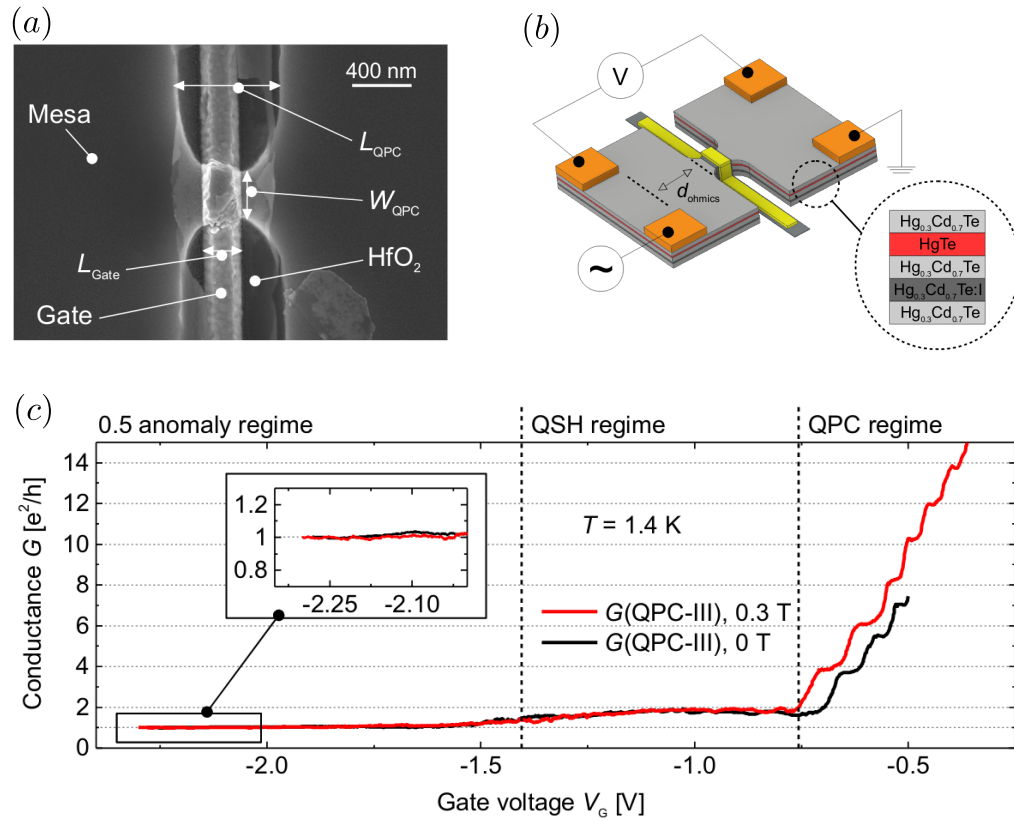 (a)
400 nm
Mesa
L_QPC
W_QPC
L_Gate
HfO₂
Gate
(b)
V
d_ohmics
~
Hg₀.₃Cd₀.₇Te
HgTe
Hg₀.₃Cd₀.₇Te
Hg₀.₃Cd₀.₇Te:I
Hg₀.₃Cd₀.₇Te
(c)
0.5 anomaly regime QSH regime QPC regime
Conductance G [e²/h]
14
12
10
8
6
4
2
0
1.2
1
0.8
-2.25 -2.10
T = 1.4 K
G(QPC-III), 0.3 T
G(QPC-III), 0 T
-2.0 -1.5 -1.0 -0.5
Gate voltage V_G [V]